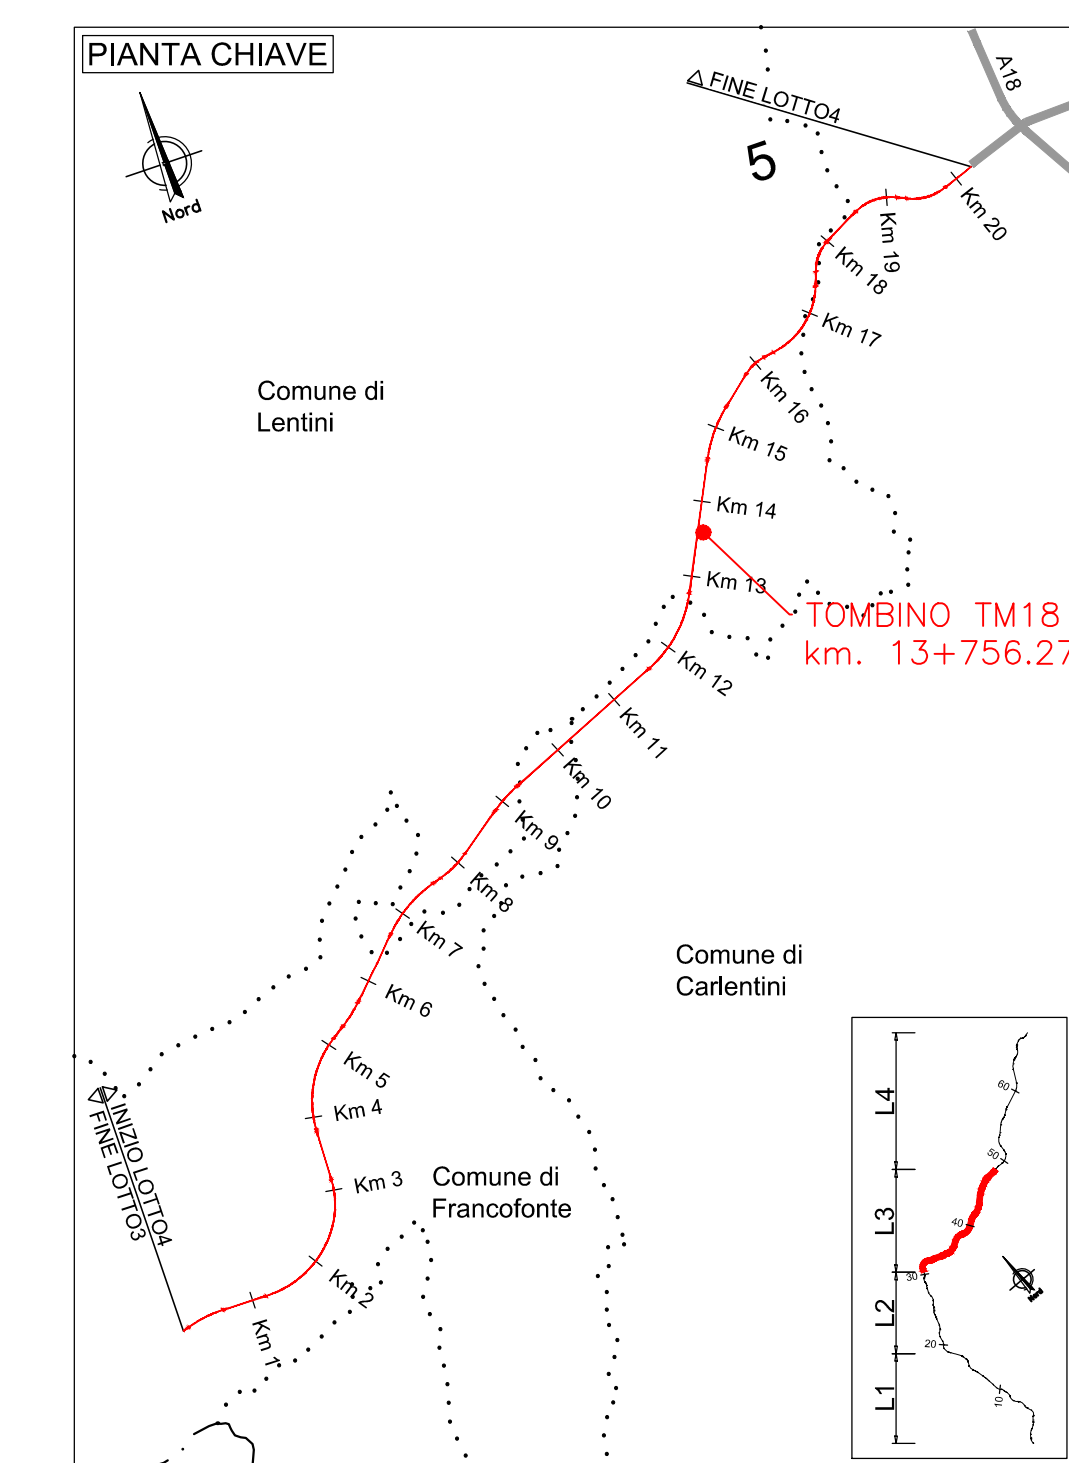 PIANTA CHIAVE
Nord
FINE LOTTO4
5
A18
Km 20
Km 19
Km 18
Km 17
Km 16
Km 15
Km 14
Km 13
Comune di
Lentini
TOMBINO TM18
km. 13+756.27
Km 12
Km 11
Km 10
Km 9
Km 8
Km 7
Km 6
Km 5
Km 4
Km 3
Km 2
Km 1
Comune di
Carlentini
Comune di
Francofonte
INIZIO LOTTO4
FINE LOTTO3
L4
L3
L2
L1
60
50
40
30
20
10
Nord